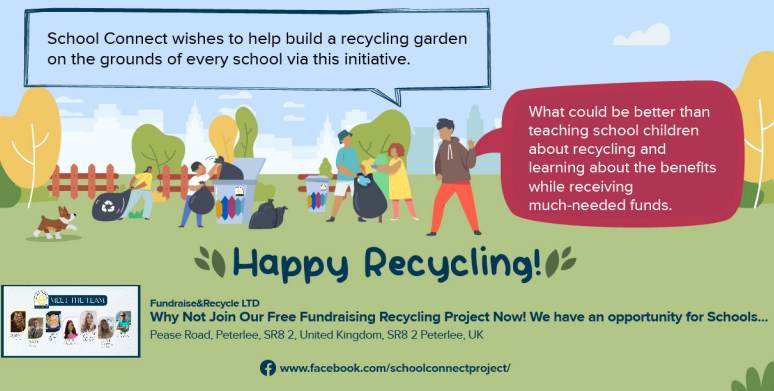 School Connect wishes to help build a recycling garden
on the grounds of every school via this initiative.
What could be better than
teaching school children
about recycling and
learning about the benefits
while receiving
much-needed funds.
Happy Recycling!
MEET THE TEAM
Fundraise&Recycle LTD
Why Not Join Our Free Fundraising Recycling Project Now! We have an opportunity for Schools...
Pease Road, Peterlee, SR8 2, United Kingdom, SR8 2 Peterlee, UK
www.facebook.com/schoolconnectproject/